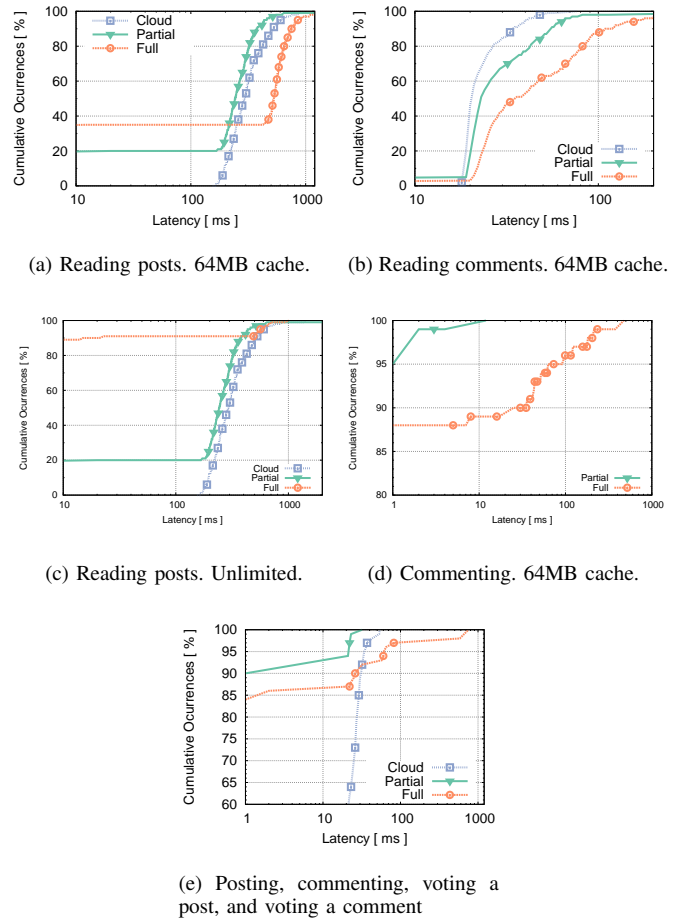 Cumulative Ocurrences [ % ]
100
80
60
40
20
0
Cloud
Partial
Full
10 100 1000
Latency [ ms ]
(a) Reading posts. 64MB cache.
Cumulative Ocurrences [ % ]
100
80
60
40
20
0
Cloud
Partial
Full
10 100
Latency [ ms ]
(b) Reading comments. 64MB cache.
Cumulative Ocurrences [ % ]
100
80
60
40
20
0
Cloud
Partial
Full
10 100 1000
Latency [ ms ]
(c) Reading posts. Unlimited.
Cumulative Ocurrences [ % ]
100
95
90
85
80
Partial
Full
1 10 100 1000
Latency [ ms ]
(d) Commenting. 64MB cache.
Cumulative Ocurrences [ % ]
100
95
90
85
80
75
70
65
60
Cloud
Partial
Full
1 10 100 1000
Latency [ ms ]
(e) Posting, commenting, voting a
post, and voting a comment